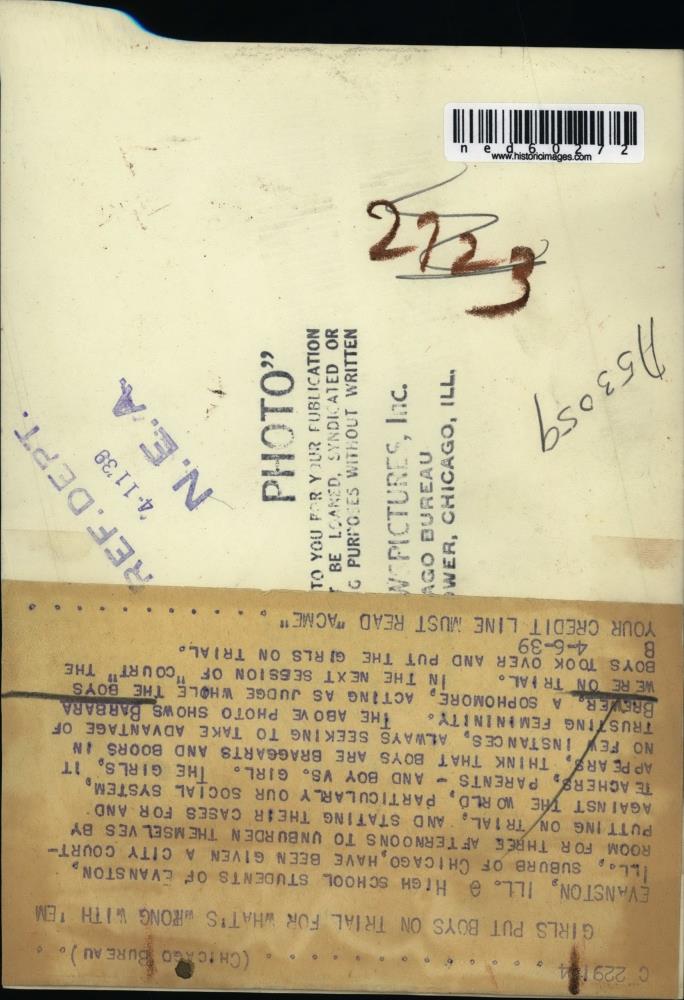 ned60272
www.historicimages.com
2723
A53059
REF. DEPT.
4-11'39
N.E.A.
PHOTO"
TO YOU FOR YOUR PUBLICATION
BE LOANED, SYNDICATED OR
G PURPOSES WITHOUT WRITTEN
WSPICTURES, Inc.
AGO BUREAU
OWER, CHICAGO, ILL.
(CHICAGO BUREAU)
GIRLS PUT BOYS ON TRIAL FOR WHAT'S WRONG WITH 'EM
EVANSTON, ILL. @ HIGH SCHOOL STUDENTS OF EVANSTON,
ILL., SUBURB OF CHICAGO, HAVE BEEN GIVEN A CITY COURT-
ROOM FOR THREE AFTERNOONS TO UNBURDEN THEMSELVES BY
PUTTING ON TRIAL, AND STATING THEIR CASES FOR AND
AGAINST THE WORLD, PARTICULARLY OUR SOCIAL SYSTEM,
TEACHERS, PARENTS - AND BOY VS. GIRL. THE GIRLS, IT
APPEARS, THINK THAT BOYS ARE BRAGGARTS AND BOORS IN
NO FEW INSTANCES, ALWAYS SEEKING TO TAKE ADVANTAGE OF
TRUSTING FEMININITY. THE ABOVE PHOTO SHOWS BARBARA
BREWER, A SOPHOMORE, ACTING AS JUDGE WHOLE THE BOYS
WERE ON TRIAL. IN THE NEXT SESSION OF "COURT" THE
BOYS TOOK OVER AND PUT THE GIRLS ON TRIAL.
B 4-6-39
YOUR CREDIT LINE MUST READ "ACME"